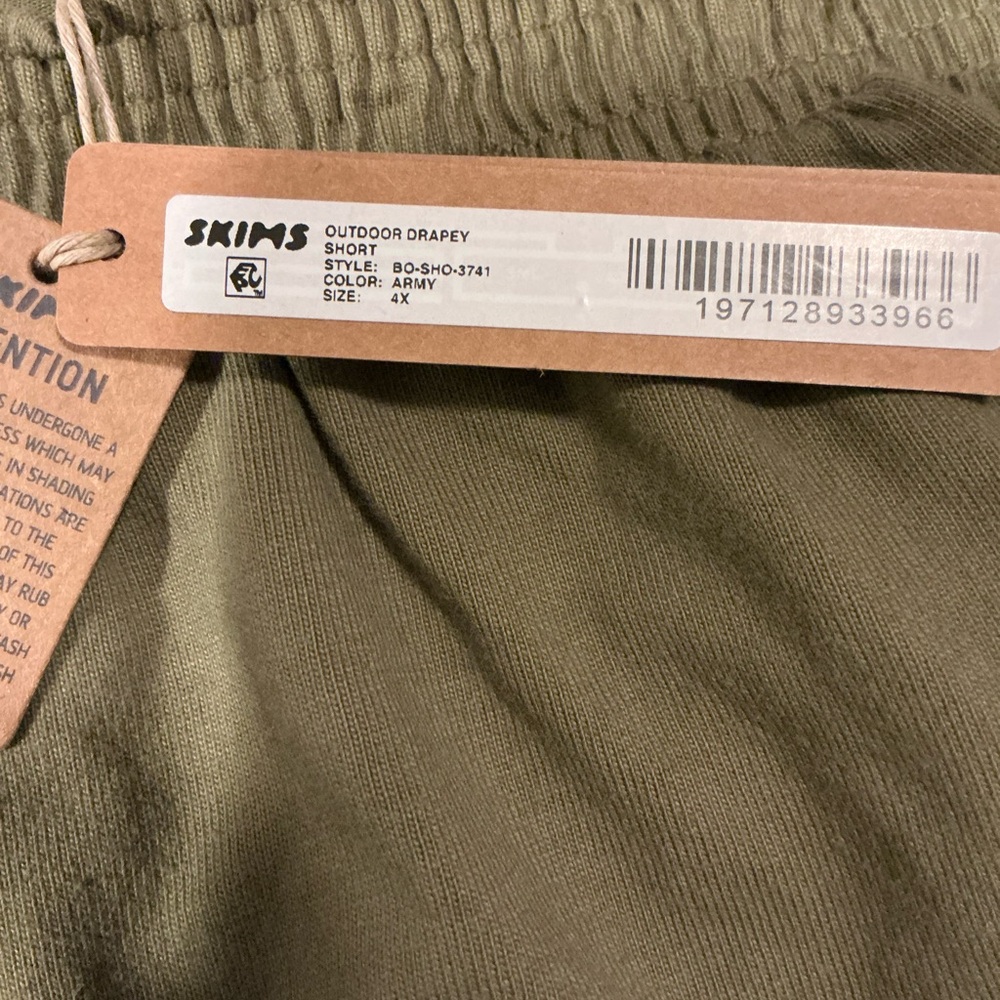 SKIMS
OUTDOOR DRAPEY
SHORT
STYLE: BO-SHO-3741
COLOR: ARMY
SIZE: 4X
197128933966
UNDERGONE A
WHICH MAY
IN SHADING
ARE
TO THE
OF THIS
RUB
OR